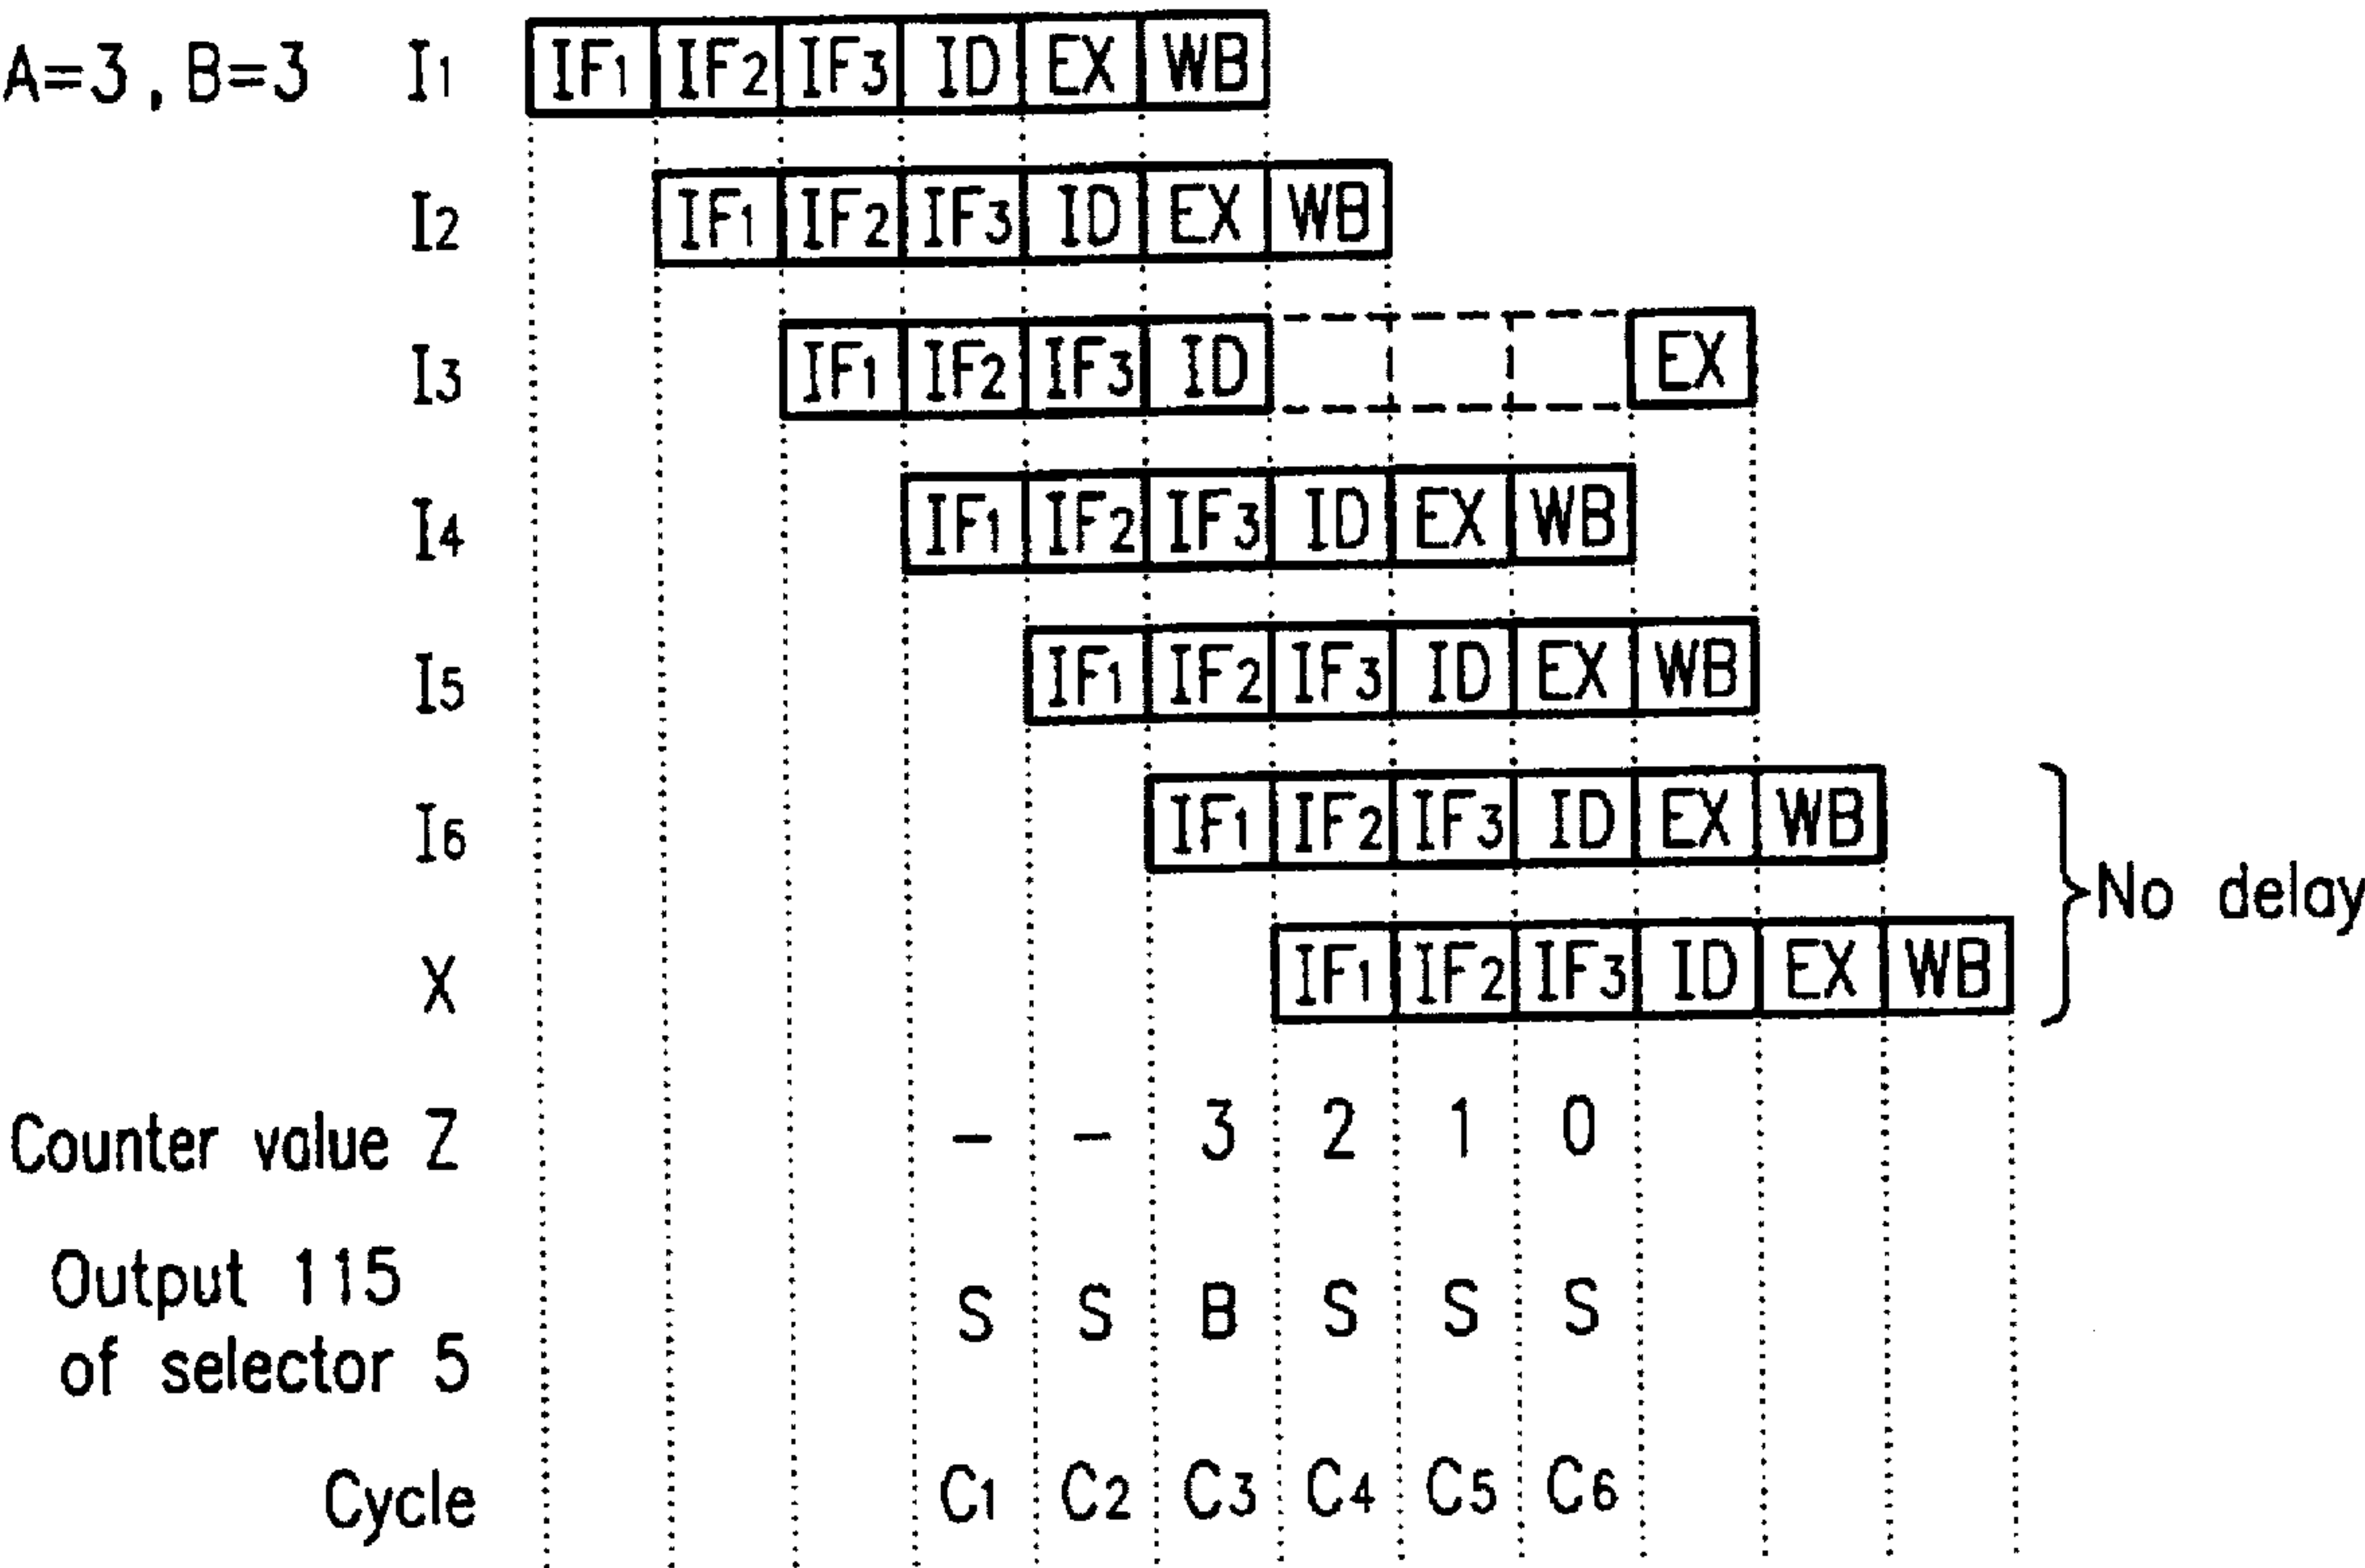 A=3, B=3 I1 IF1 IF2 IF3 ID EX WB
I2 IF1 IF2 IF3 ID EX WB
I3 IF1 IF2 IF3 ID EX
I4 IF1 IF2 IF3 ID EX WB
I5 IF1 IF2 IF3 ID EX WB
I6 IF1 IF2 IF3 ID EX WB
No delay
X IF1 IF2 IF3 ID EX WB
Counter value Z - - 3 2 1 0
Output 115
of selector 5 S S B S S S
Cycle C1 C2 C3 C4 C5 C6